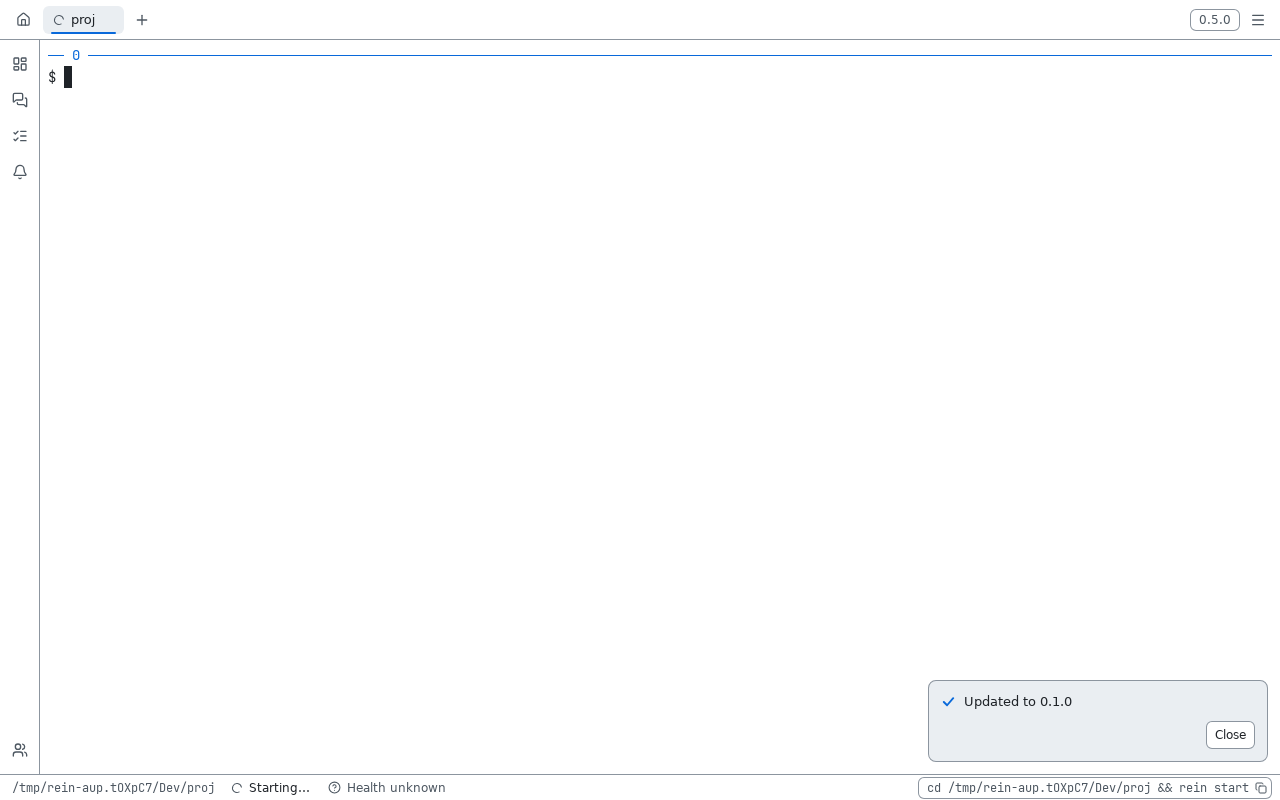 proj
0.5.0
0
$
Updated to 0.1.0
Close
/tmp/rein-aup.tOXpC7/Dev/proj
Starting...
Health unknown
cd /tmp/rein-aup.tOXpC7/Dev/proj && rein start